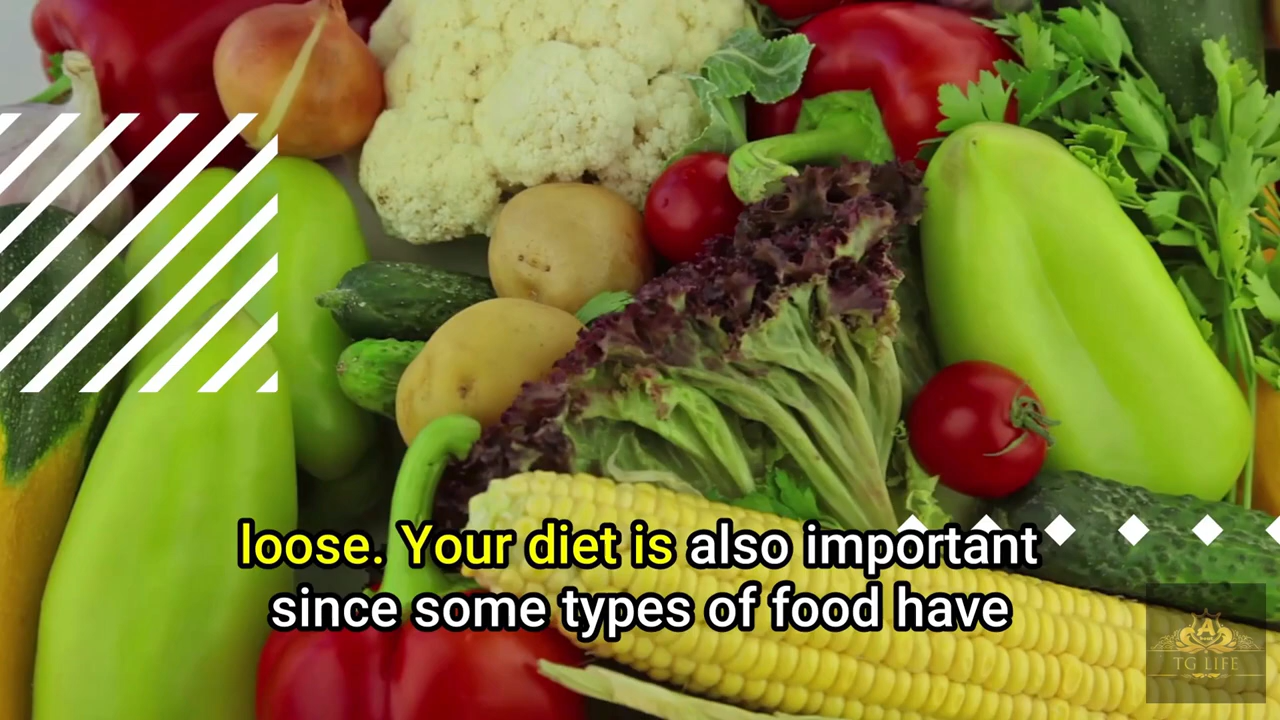 loose. Your diet is also important
since some types of food have
A
TG LIFE